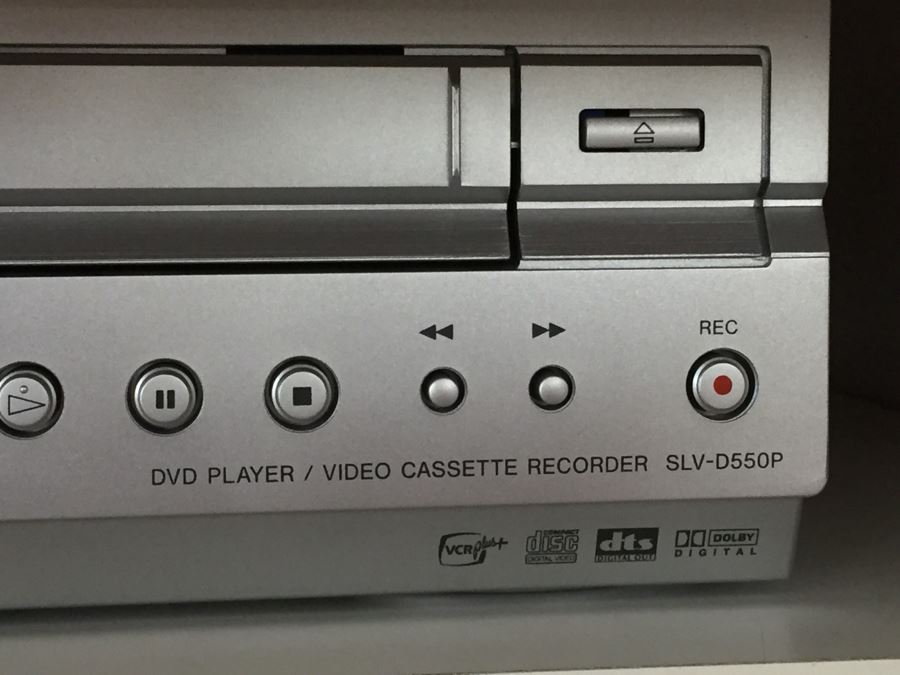 REC
DVD PLAYER / VIDEO CASSETTE RECORDER SLV-D550P
VCR plus+
COMPACT
disc
DIGITAL VIDEO
dts
DIGITAL OUT
DOLBY
DIGITAL